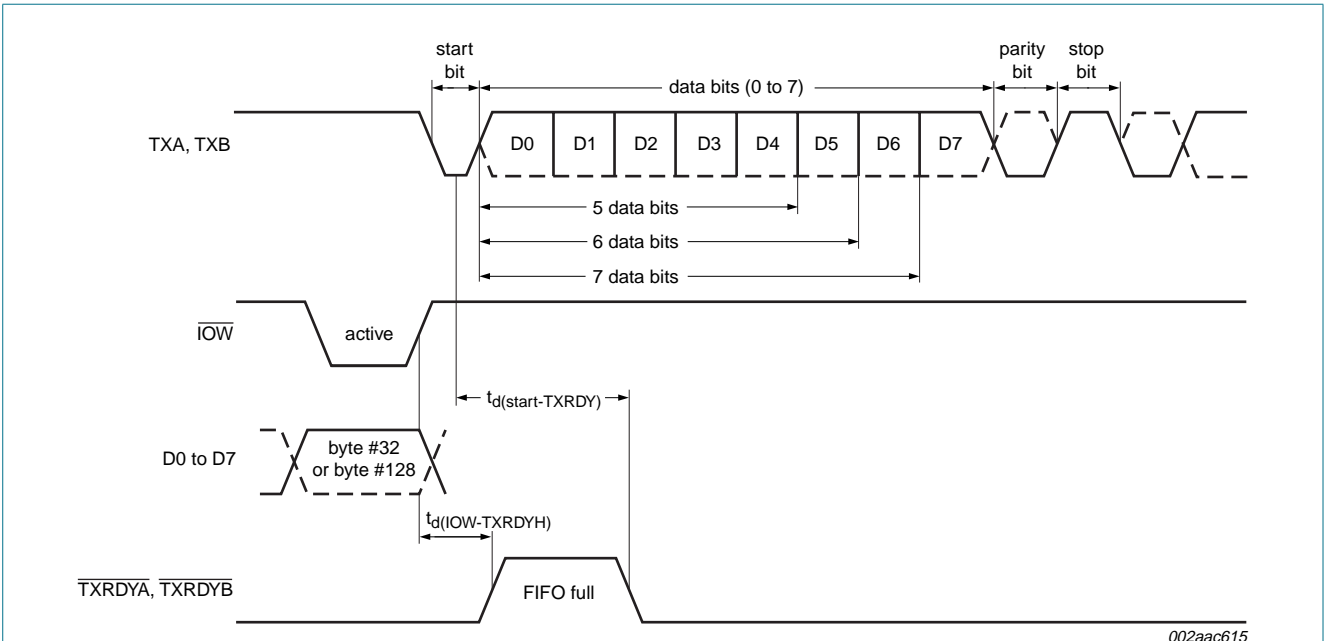 start
bit
data bits (0 to 7)
parity
bit
stop
bit
TXA, TXB
D0 D1 D2 D3 D4 D5 D6 D7
5 data bits
6 data bits
7 data bits
IOW
active
td(start-TXRDY)
D0 to D7
byte #32
or byte #128
td(IOW-TXRDYH)
TXRDYA, TXRDYB
FIFO full
002aac615